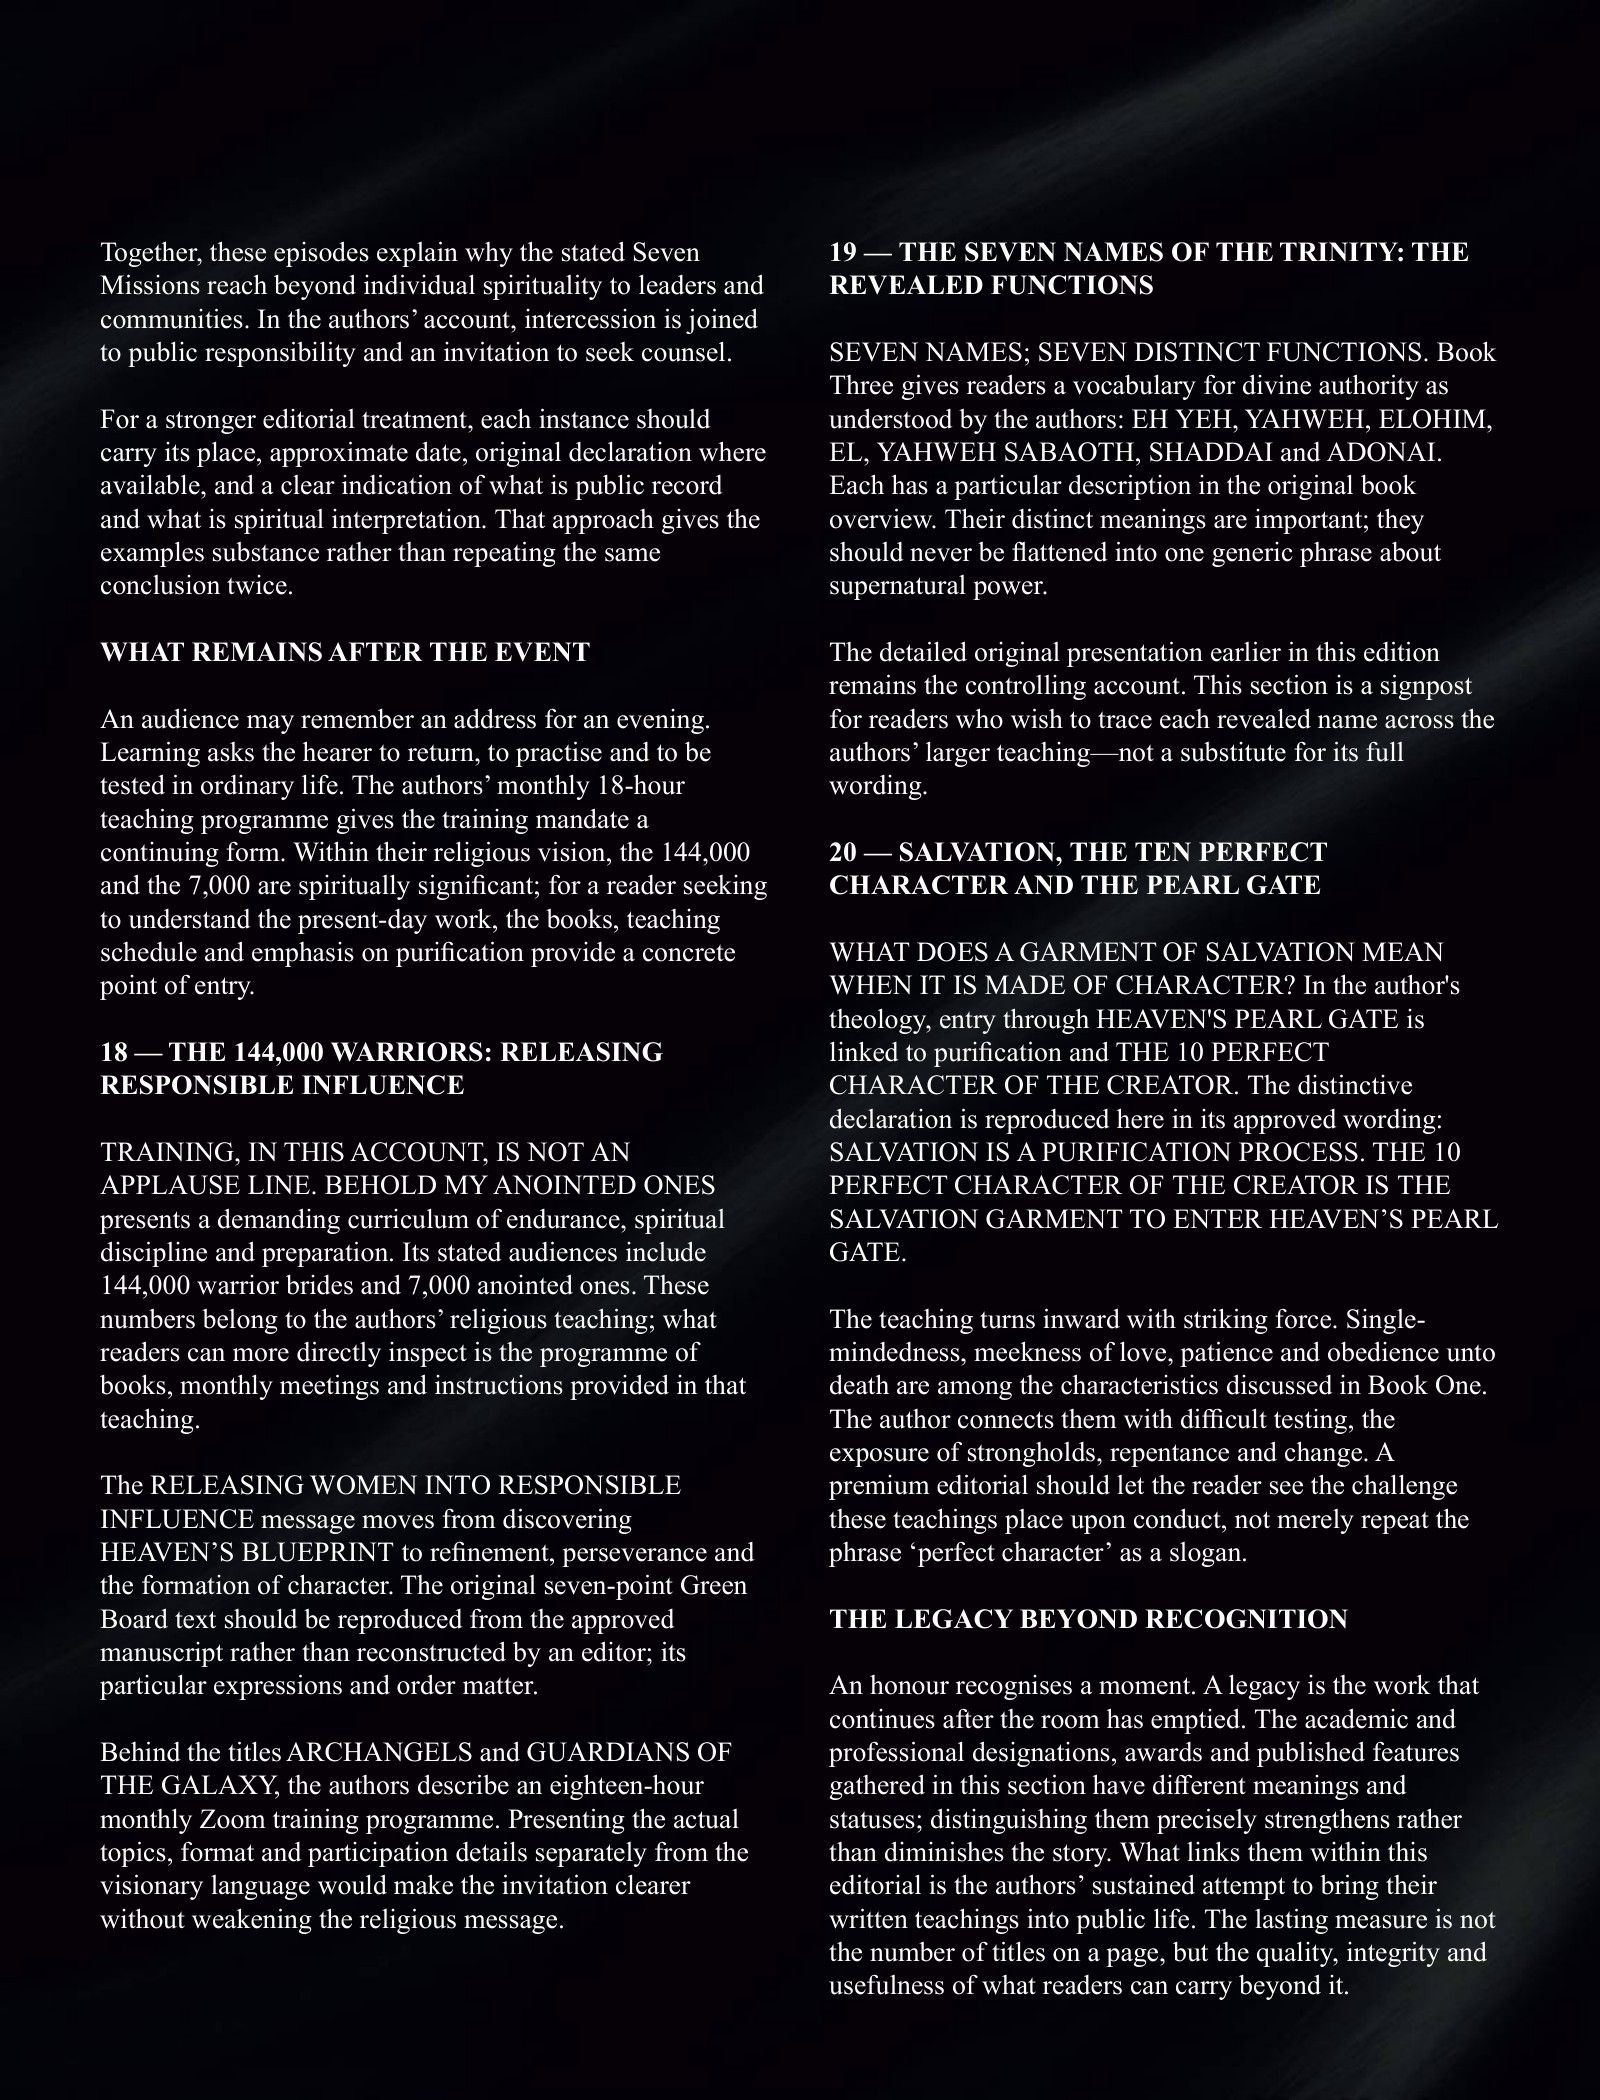 Together, these episodes explain why the stated Seven
Missions reach beyond individual spirituality to leaders and
communities. In the authors’ account, intercession is joined
to public responsibility and an invitation to seek counsel.
For a stronger editorial treatment, each instance should
carry its place, approximate date, original declaration where
available, and a clear indication of what is public record
and what is spiritual interpretation. That approach gives the
examples substance rather than repeating the same
conclusion twice.
WHAT REMAINS AFTER THE EVENT
An audience may remember an address for an evening.
Learning asks the hearer to return, to practise and to be
tested in ordinary life. The authors’ monthly 18-hour
teaching programme gives the training mandate a
continuing form. Within their religious vision, the 144,000
and the 7,000 are spiritually significant; for a reader seeking
to understand the present-day work, the books, teaching
schedule and emphasis on purification provide a concrete
point of entry.
18 — THE 144,000 WARRIORS: RELEASING
RESPONSIBLE INFLUENCE
TRAINING, IN THIS ACCOUNT, IS NOT AN
APPLAUSE LINE. BEHOLD MY ANOINTED ONES
presents a demanding curriculum of endurance, spiritual
discipline and preparation. Its stated audiences include
144,000 warrior brides and 7,000 anointed ones. These
numbers belong to the authors’ religious teaching; what
readers can more directly inspect is the programme of
books, monthly meetings and instructions provided in that
teaching.
The RELEASING WOMEN INTO RESPONSIBLE
INFLUENCE message moves from discovering
HEAVEN’S BLUEPRINT to refinement, perseverance and
the formation of character. The original seven-point Green
Board text should be reproduced from the approved
manuscript rather than reconstructed by an editor; its
particular expressions and order matter.
Behind the titles ARCHANGELS and GUARDIANS OF
THE GALAXY, the authors describe an eighteen-hour
monthly Zoom training programme. Presenting the actual
topics, format and participation details separately from the
visionary language would make the invitation clearer
without weakening the religious message.
19 — THE SEVEN NAMES OF THE TRINITY: THE
REVEALED FUNCTIONS
SEVEN NAMES; SEVEN DISTINCT FUNCTIONS. Book
Three gives readers a vocabulary for divine authority as
understood by the authors: EH YEH, YAHWEH, ELOHIM,
EL, YAHWEH SABAOTH, SHADDAI and ADONAI.
Each has a particular description in the original book
overview. Their distinct meanings are important; they
should never be flattened into one generic phrase about
supernatural power.
The detailed original presentation earlier in this edition
remains the controlling account. This section is a signpost
for readers who wish to trace each revealed name across the
authors’ larger teaching—not a substitute for its full
wording.
20 — SALVATION, THE TEN PERFECT
CHARACTER AND THE PEARL GATE
WHAT DOES A GARMENT OF SALVATION MEAN
WHEN IT IS MADE OF CHARACTER? In the author's
theology, entry through HEAVEN'S PEARL GATE is
linked to purification and THE 10 PERFECT
CHARACTER OF THE CREATOR. The distinctive
declaration is reproduced here in its approved wording:
SALVATION IS A PURIFICATION PROCESS. THE 10
PERFECT CHARACTER OF THE CREATOR IS THE
SALVATION GARMENT TO ENTER HEAVEN’S PEARL
GATE.
The teaching turns inward with striking force. Single-
mindedness, meekness of love, patience and obedience unto
death are among the characteristics discussed in Book One.
The author connects them with difficult testing, the
exposure of strongholds, repentance and change. A
premium editorial should let the reader see the challenge
these teachings place upon conduct, not merely repeat the
phrase ‘perfect character’ as a slogan.
THE LEGACY BEYOND RECOGNITION
An honour recognises a moment. A legacy is the work that
continues after the room has emptied. The academic and
professional designations, awards and published features
gathered in this section have different meanings and
statuses; distinguishing them precisely strengthens rather
than diminishes the story. What links them within this
editorial is the authors’ sustained attempt to bring their
written teachings into public life. The lasting measure is not
the number of titles on a page, but the quality, integrity and
usefulness of what readers can carry beyond it.